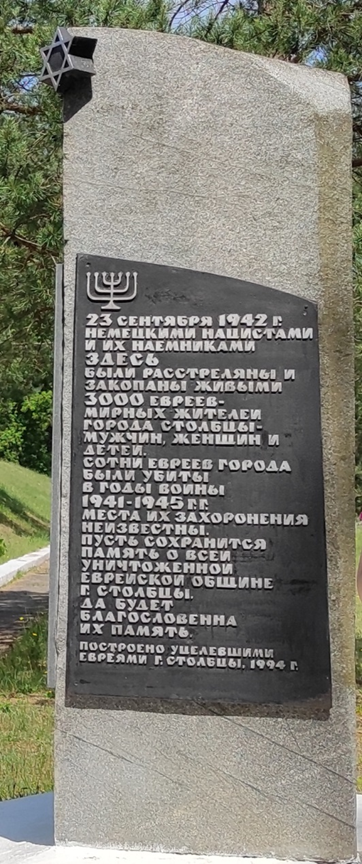 23 СЕНТЯБРЯ 1942 Г.
НЕМЕЦКИМИ НАЦИСТАМИ
И ИХ НАЕМНИКАМИ
ЗДЕСЬ
БЫЛИ РАССТРЕЛЯНЫ И
ЗАКОПАНЫ ЖИВЫМИ
3000 ЕВРЕЕВ-
МИРНЫХ ЖИТЕЛЕЙ
ГОРОДА СТОЛБЦЫ-
МУЖЧИН, ЖЕНЩИН И
ДЕТЕЙ.
СОТНИ ЕВРЕЕВ ГОРОДА
БЫЛИ УБИТЫ
В ГОДЫ ВОЙНЫ
1941-1945 Г.Г.
МЕСТА ИХ ЗАХОРОНЕНИЯ
НЕИЗВЕСТНЫ.
ПУСТЬ СОХРАНИТСЯ
ПАМЯТЬ О ВСЕЙ
УНИЧТОЖЕННОЙ
ЕВРЕЙСКОЙ ОБЩИНЕ
Г. СТОЛБЦЫ.
ДА БУДЕТ
БЛАГОСЛОВЕННА
ИХ ПАМЯТЬ.
ПОСТРОЕНО УЦЕЛЕВШИМИ
ЕВРЕЯМИ Г. СТОЛБЦЫ, 1994 Г.